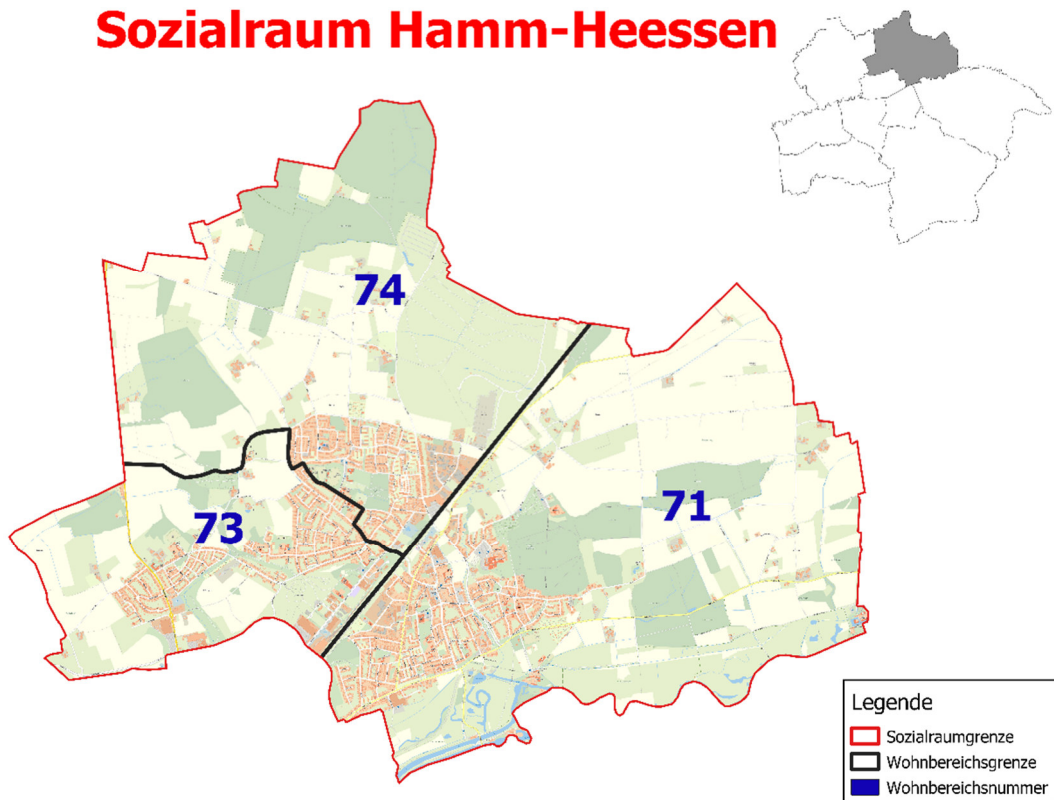 Sozialraum Hamm-Heessen
74
73
71
Legende
Sozialraumgrenze
Wohnbereichsgrenze
Wohnbereichsnummer